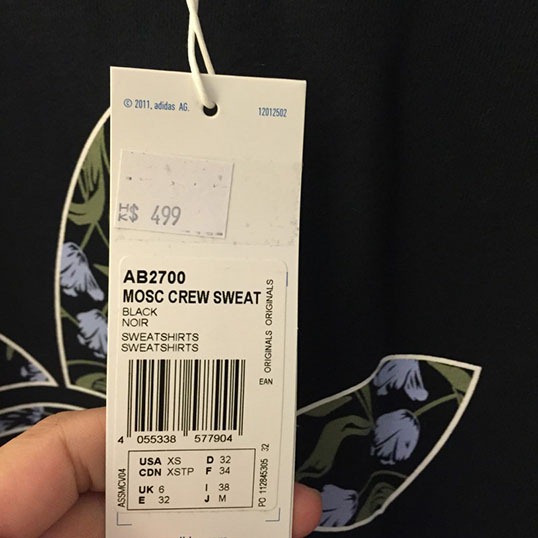 © 2011, adidas AG.
12012502
HK$ 499
AB2700
MOSC CREW SWEAT
BLACK
NOIR
SWEATSHIRTS
SWEATSHIRTS
ORIGINALS ORIGINALS
EAN
4 055338 577904
USA XS D 32
CDN XSTP F 34
UK 6 I 38
E 32 J M
ASSMCV04
PO 112845305 32